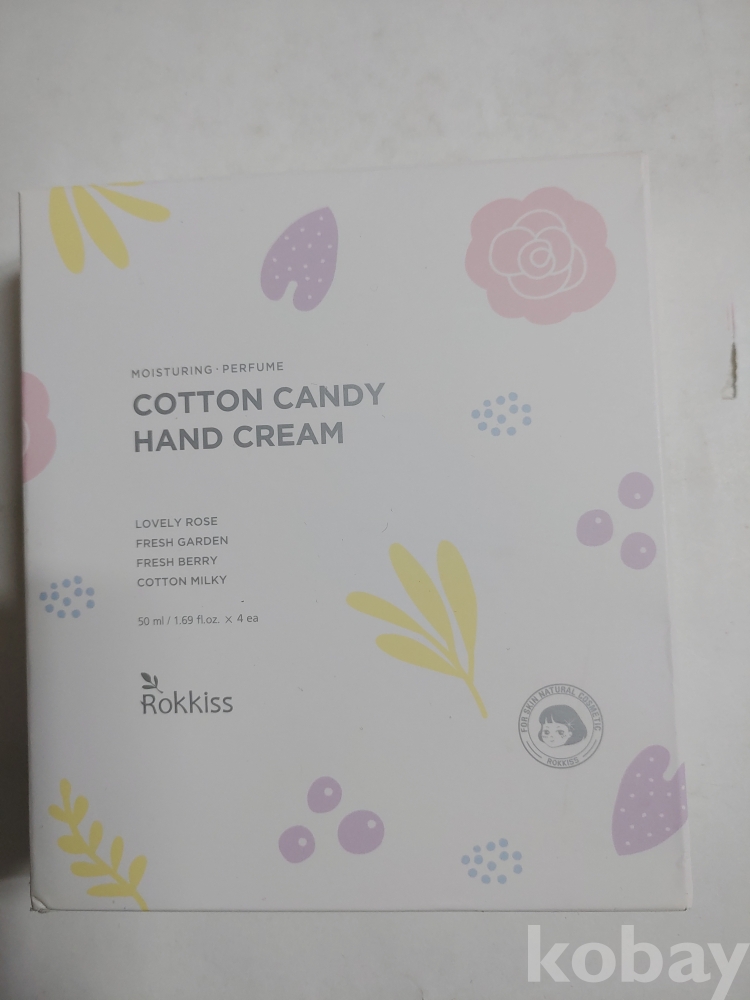 MOISTURING · PERFUME
COTTON CANDY
HAND CREAM
LOVELY ROSE
FRESH GARDEN
FRESH BERRY
COTTON MILKY
50 ml / 1.69 fl.oz. × 4 ea
Rokkiss
FOR SKIN NATURAL COSMETIC
ROKKISS
kobay